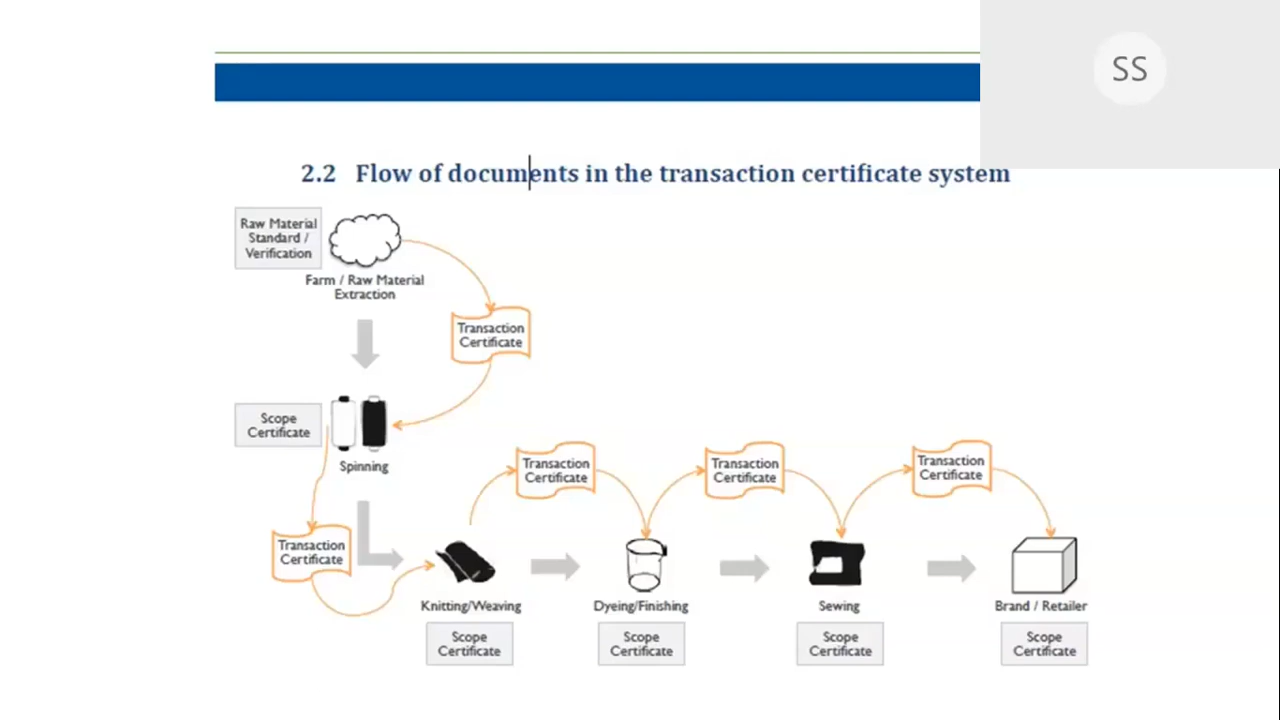 SS
2.2 Flow of documents in the transaction certificate system
Raw Material
Standard /
Verification
Farm / Raw Material
Extraction
Transaction
Certificate
Scope
Certificate
Spinning
Transaction
Certificate
Transaction
Certificate
Transaction
Certificate
Transaction
Certificate
Knitting/Weaving
Dyeing/Finishing
Sewing
Brand / Retailer
Scope
Certificate
Scope
Certificate
Scope
Certificate
Scope
Certificate